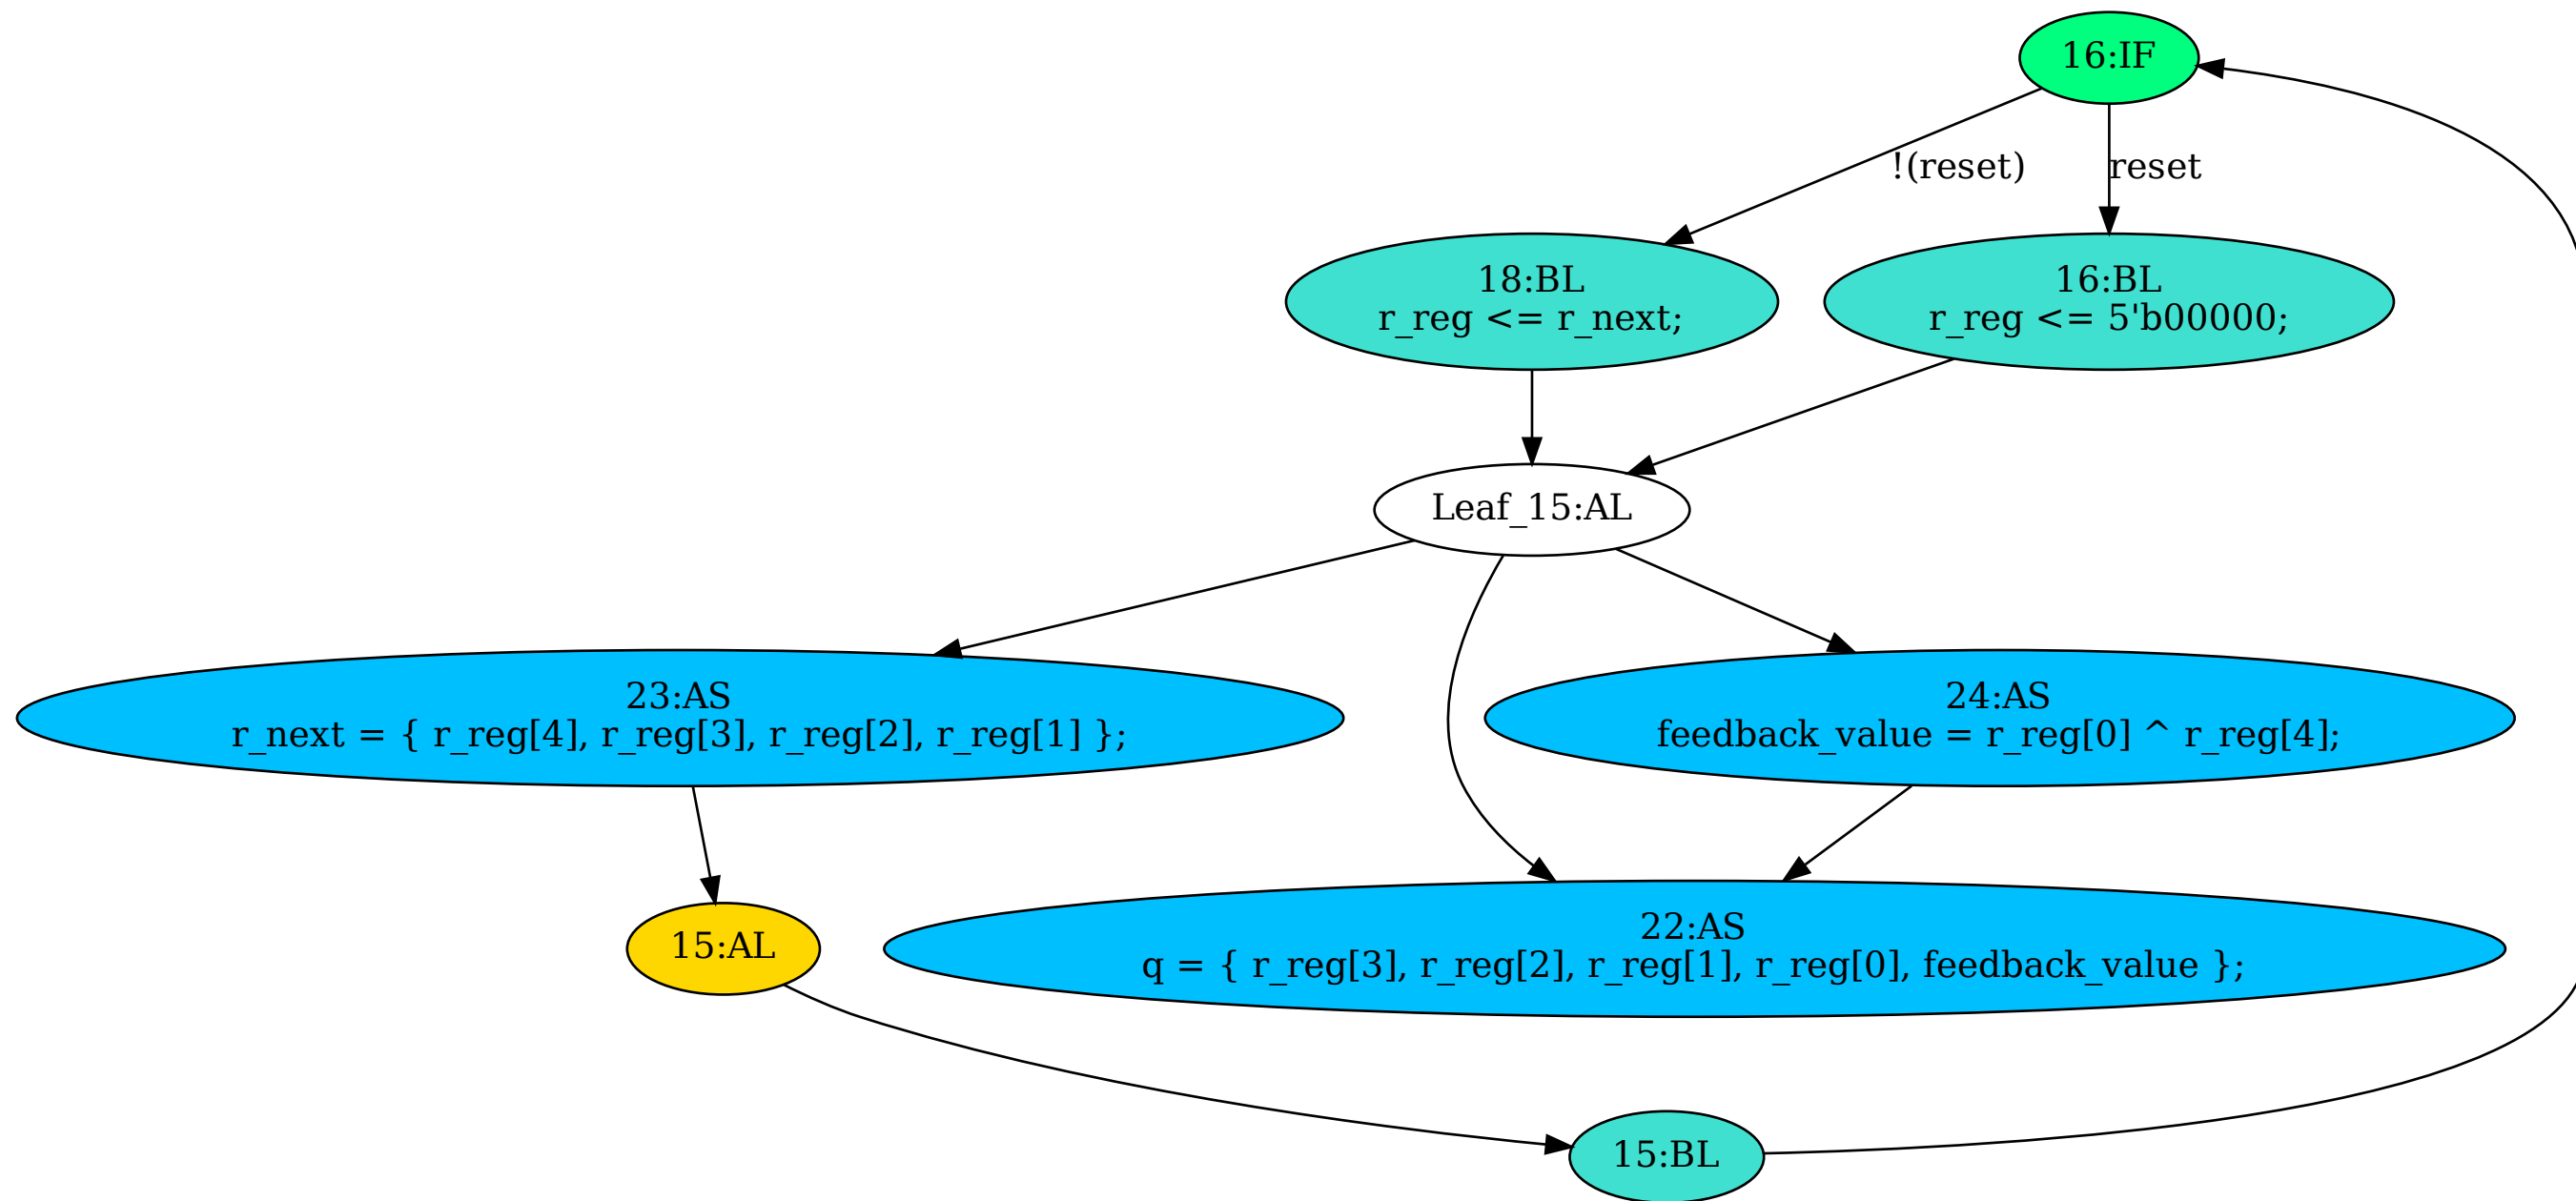 16:IF
!(reset)
reset
18:BL
r_reg <= r_next;
16:BL
r_reg <= 5'b00000;
Leaf_15:AL
23:AS
r_next = { r_reg[4], r_reg[3], r_reg[2], r_reg[1] };
24:AS
feedback_value = r_reg[0] ^ r_reg[4];
15:AL
22:AS
q = { r_reg[3], r_reg[2], r_reg[1], r_reg[0], feedback_value };
15:BL